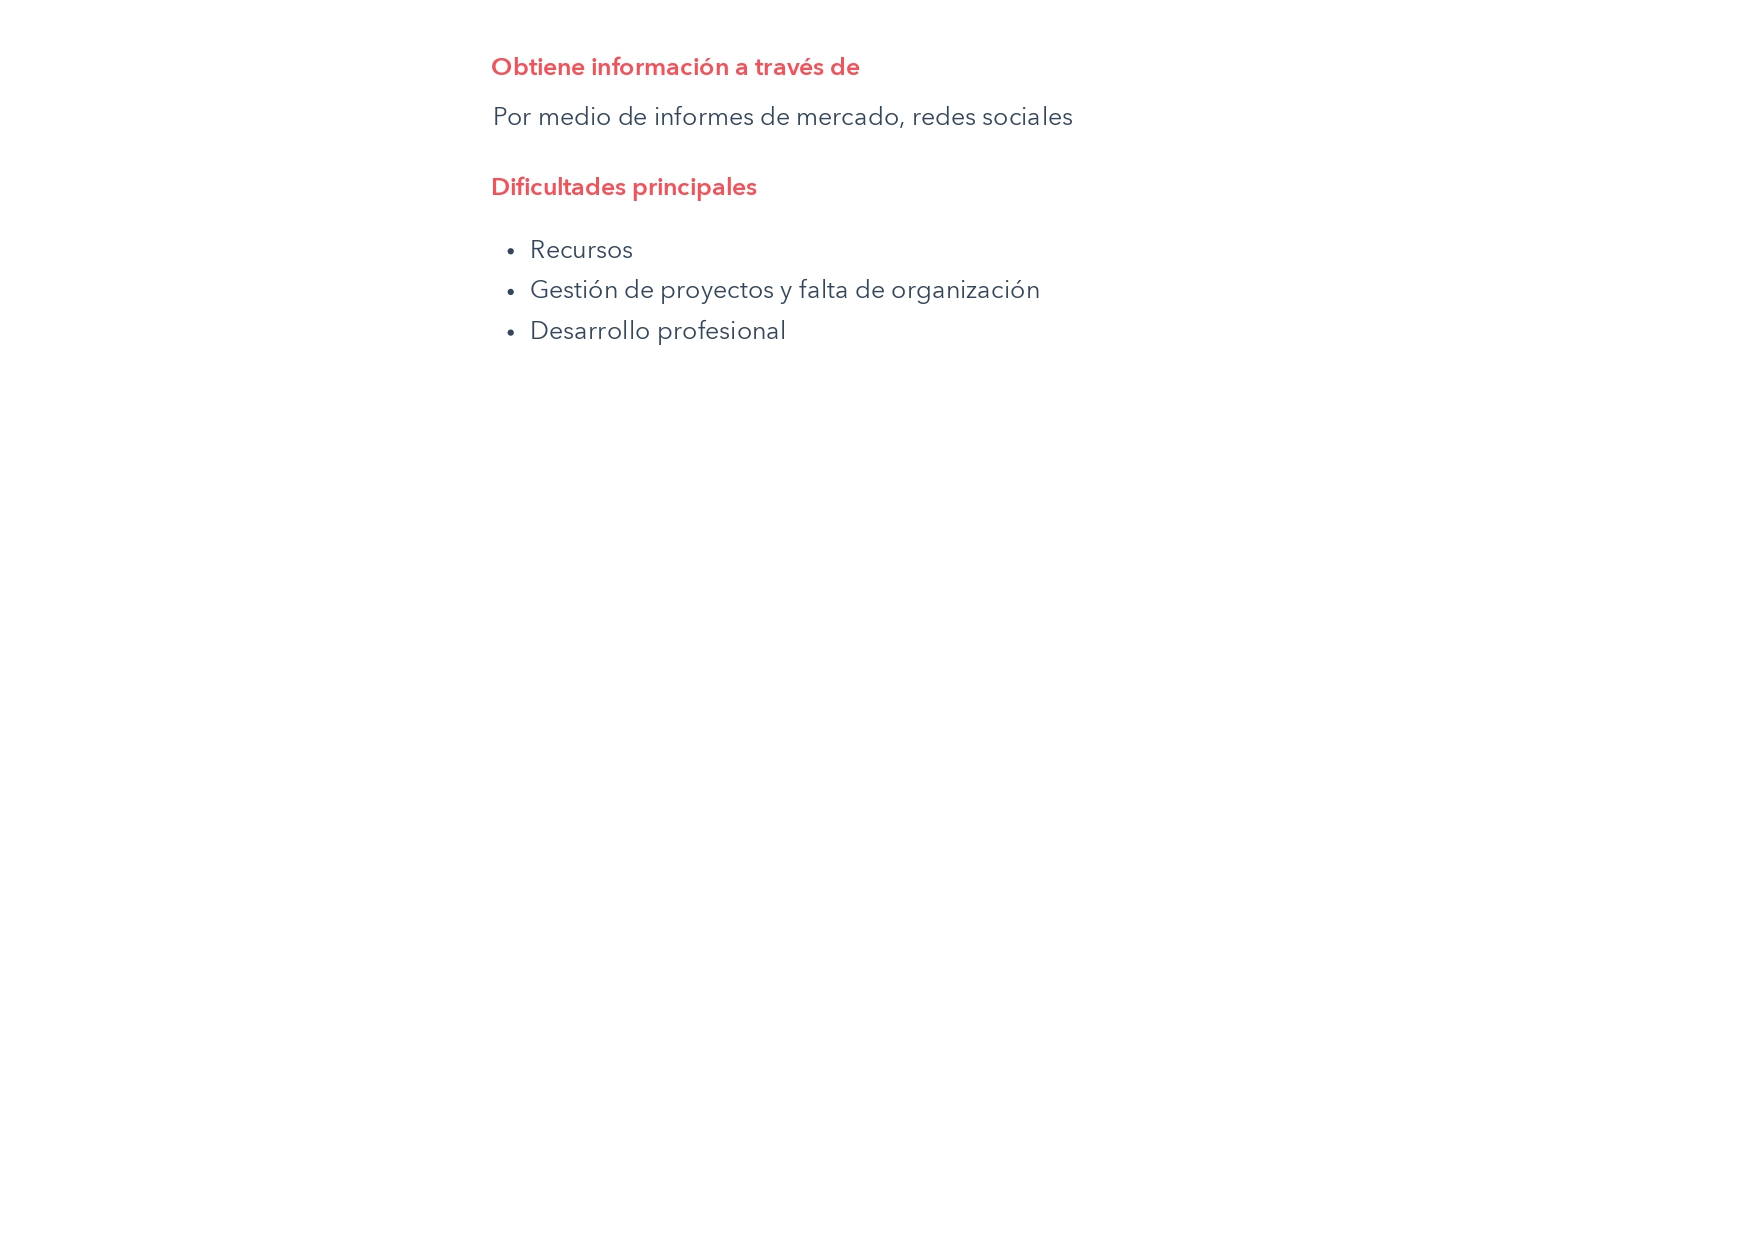 Obtiene información a través de
Por medio de informes de mercado, redes sociales
Dificultades principales
• Recursos
• Gestión de proyectos y falta de organización
• Desarrollo profesional